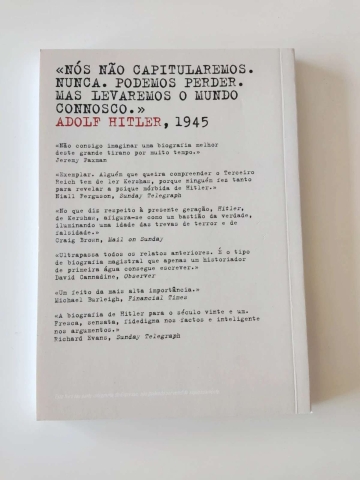 «NÓS NÃO CAPITULAREMOS.
NUNCA. PODEMOS PERDER.
MAS LEVAREMOS O MUNDO
CONNOSCO.»
ADOLF HITLER, 1945
«Não consigo imaginar uma biografia melhor
deste grande tirano por muito tempo.»
Jeremy Paxman
«Exemplar. Alguém que queira compreender o Terceiro
Reich tem de ler Kershaw, porque ninguém fez tanto
para revelar a psique mórbida de Hitler.»
Niall Ferguson, Sunday Telegraph
«No que diz respeito à presente geração, Hitler,
de Kershaw, afigura-se como um bastião da verdade,
iluminando uma idade das trevas de terror e de
falsidade.»
Craig Brown, Mail on Sunday
«Ultrapassa todos os relatos anteriores. É o tipo
de biografia magistral que apenas um historiador
de primeira água consegue escrever.»
David Cannadine, Observer
«Um feito da mais alta importância.»
Michael Burleigh, Financial Times
«A biografia de Hitler para o século vinte e um.
Fresca, sensata, fidedigna nos factos e inteligente
nos argumentos.»
Richard Evans, Sunday Telegraph